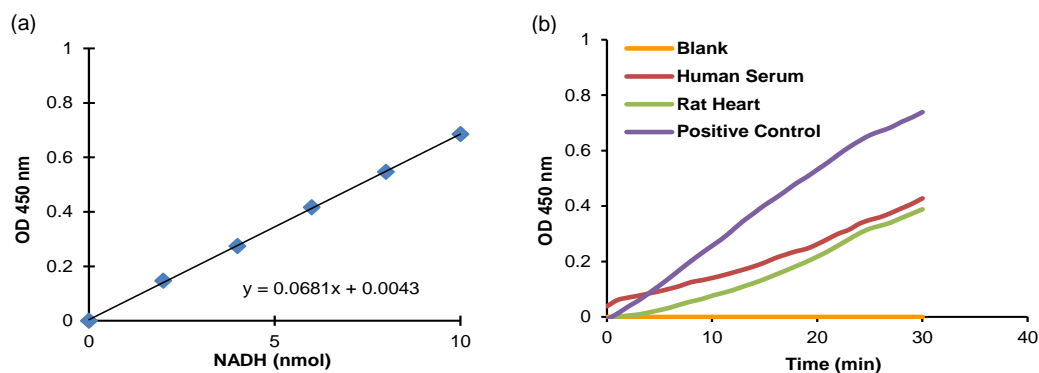 (a)
1
0.8
0.6
0.4
0.2
0
OD 450 nm
y = 0.0681x + 0.0043
0
5
10
NADH (nmol)
(b)
1
0.8
0.6
0.4
0.2
0
OD 450 nm
Blank
Human Serum
Rat Heart
Positive Control
0
10
20
30
40
Time (min)